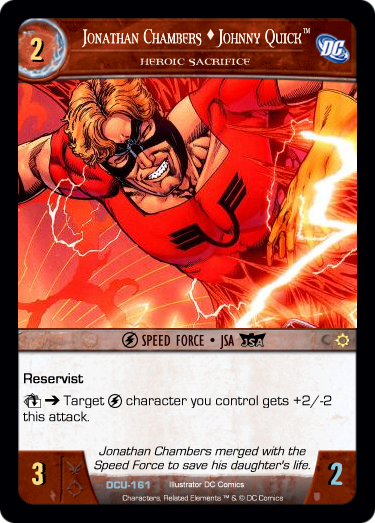 2
JONATHAN CHAMBERS ♦ JOHNNY QUICK™
HEROIC SACRIFICE
DC
SPEED FORCE • JSA JSA
Reservist
➔ Target character you control gets +2/-2
this attack.
Jonathan Chambers merged with the
Speed Force to save his daughter's life.
3
DCU-161 Illustrator DC Comics
2
Characters, Related Elements ™ & © DC Comics